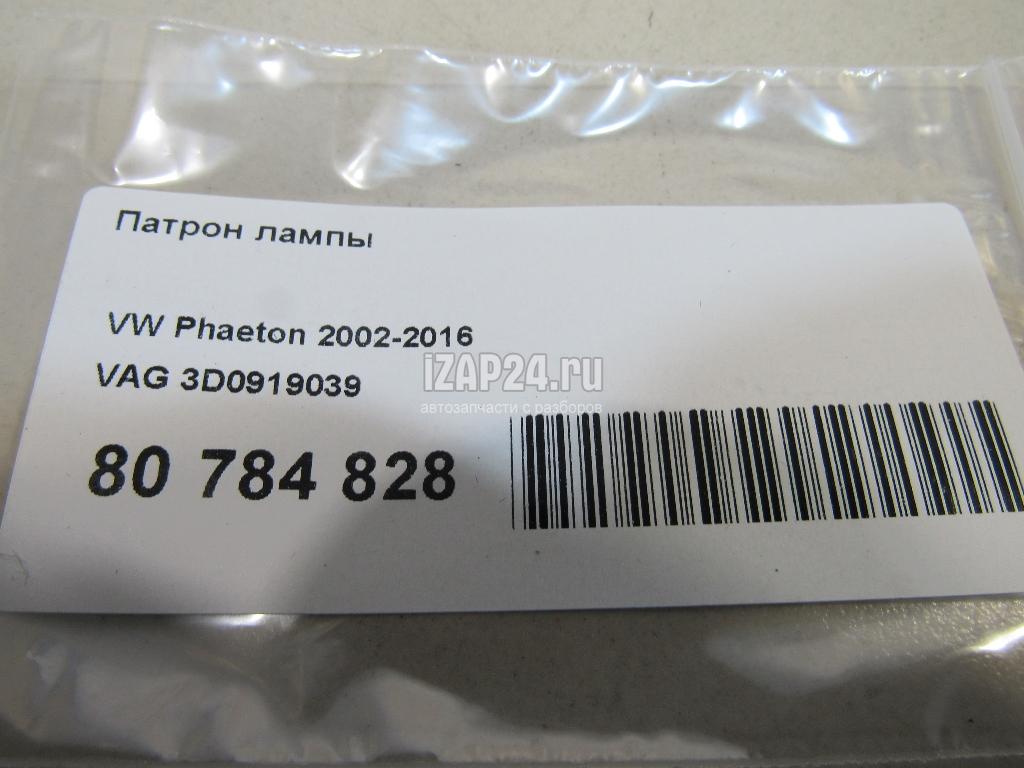 Патрон лампы
VW Phaeton 2002-2016
iZAP24.ru
VAG 3D0919039
автозапчасти с разборов
80 784 828